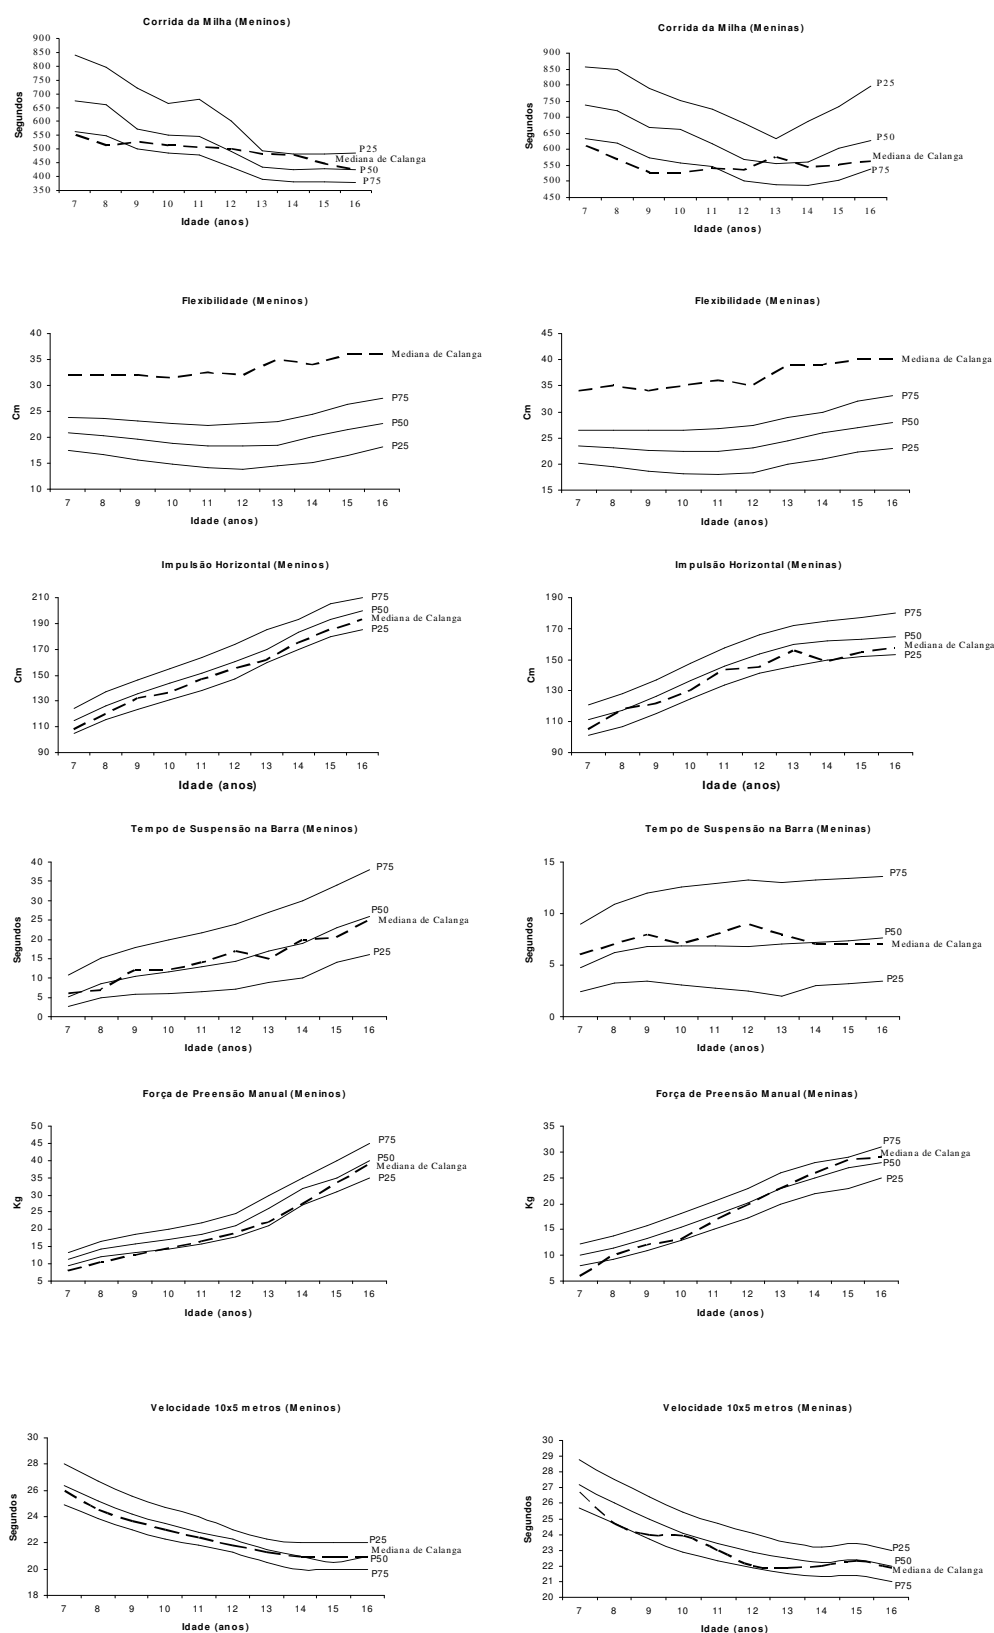 Corrida da Milha (Meninos)
900
850
800
750
700
650
600
550
500
450
400
350
Segundos
P25
Mediana de Calanga
P50
P75
7 8 9 10 11 12 13 14 15 16
Idade (anos)
Corrida da Milha (Meninas)
900
850
800
750
700
650
600
550
500
450
Segundos
P25
P50
Mediana de Calanga
P75
7 8 9 10 11 12 13 14 15 16
Idade (anos)
Flexibilidade (Meninos)
40
35
30
25
20
15
10
Cm
Mediana de Calanga
P75
P50
P25
7 8 9 10 11 12 13 14 15 16
Idade (anos)
Flexibilidade (Meninas)
45
40
35
30
25
20
15
Cm
Mediana de Calanga
P75
P50
P25
7 8 9 10 11 12 13 14 15 16
Idade (anos)
Impulsão Horizontal (Meninos)
210
190
170
150
130
110
90
Cm
P75
P50
Mediana de Calanga
P25
7 8 9 10 11 12 13 14 15 16
Idade (anos)
Impulsão Horizontal (Meninas)
190
170
150
130
110
90
Cm
P75
P50
Mediana de Calanga
P25
7 8 9 10 11 12 13 14 15 16
Idade (anos)
Tempo de Suspensão na Barra (Meninos)
40
35
30
25
20
15
10
5
0
Segundos
P75
P50
Mediana de Calanga
P25
7 8 9 10 11 12 13 14 15 16
Idade (anos)
Tempo de Suspensão na Barra (Meninas)
15
10
5
0
Segundos
P75
P50
Mediana de Calanga
P25
7 8 9 10 11 12 13 14 15 16
Idade (anos)
Força de Preensão Manual (Meninos)
50
45
40
35
30
25
20
15
10
5
Kg
P75
P50
Mediana de Calanga
P25
7 8 9 10 11 12 13 14 15 16
Idade (anos)
Força de Preensão Manual (Meninas)
35
30
25
20
15
10
5
Kg
P75
Mediana de Calanga
P50
P25
7 8 9 10 11 12 13 14 15 16
Idade (anos)
Velocidade 10x5 metros (Meninos)
30
28
26
24
22
20
18
Segundos
P25
Mediana de Calanga
P50
P75
7 8 9 10 11 12 13 14 15 16
Idade (anos)
Velocidade 10x5 metros (Meninas)
30
29
28
27
26
25
24
23
22
21
20
Segundos
P25
P50
Mediana de Calanga
P75
7 8 9 10 11 12 13 14 15 16
Idade (anos)